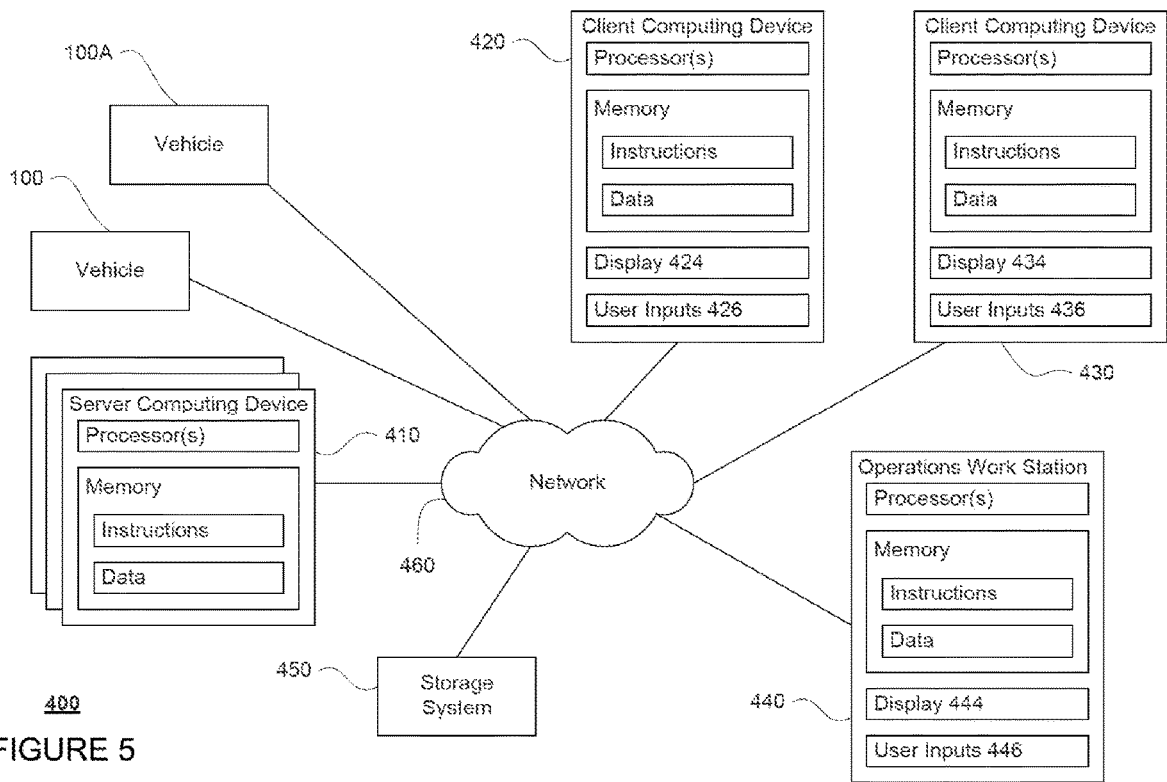 100A
Vehicle
100
Vehicle
420
Client Computing Device
Processor(s)
Memory
Instructions
Data
Display 424
User Inputs 426
Client Computing Device
Processor(s)
Memory
Instructions
Data
Display 434
User Inputs 436
430
Server Computing Device
Processor(s)
Memory
Instructions
Data
410
Network
460
Operations Work Station
Processor(s)
Memory
Instructions
Data
Display 444
User Inputs 446
440
450
Storage
System
400
FIGURE 5